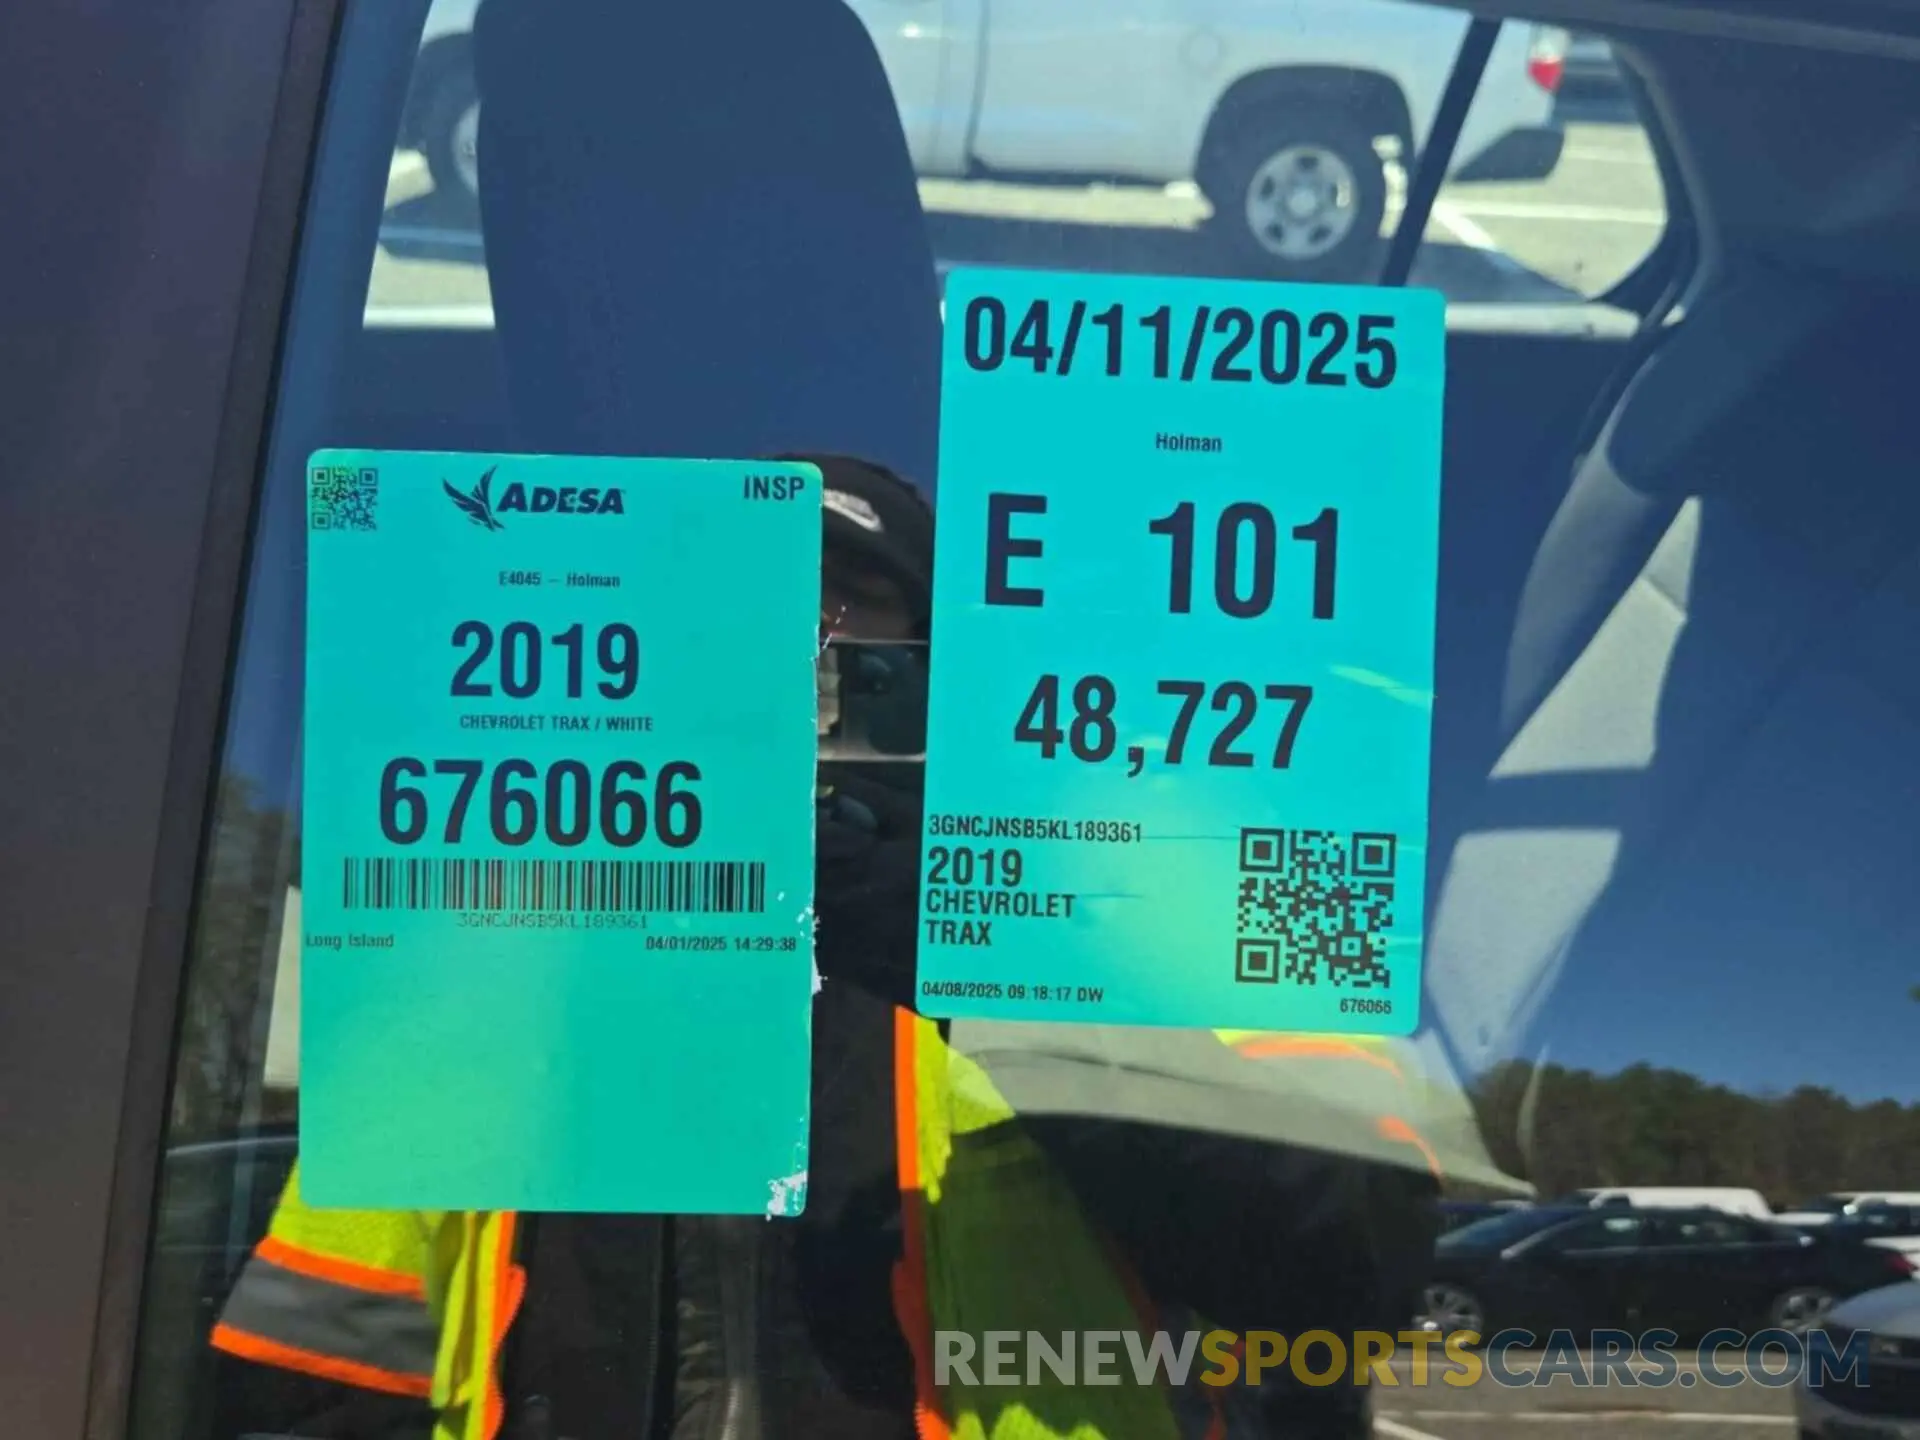 ADESA
INSP
E4045 - Holman
2019
CHEVROLET TRAX / WHITE
676066
3GNCJNSB5KL189361
Long Island
04/01/2025 14:29:38
04/11/2025
Holman
E 101
48,727
3GNCJNSB5KL189361
2019
CHEVROLET
TRAX
04/08/2025 09:18:17 DW
676066
RENEWSPORTSCARS.COM